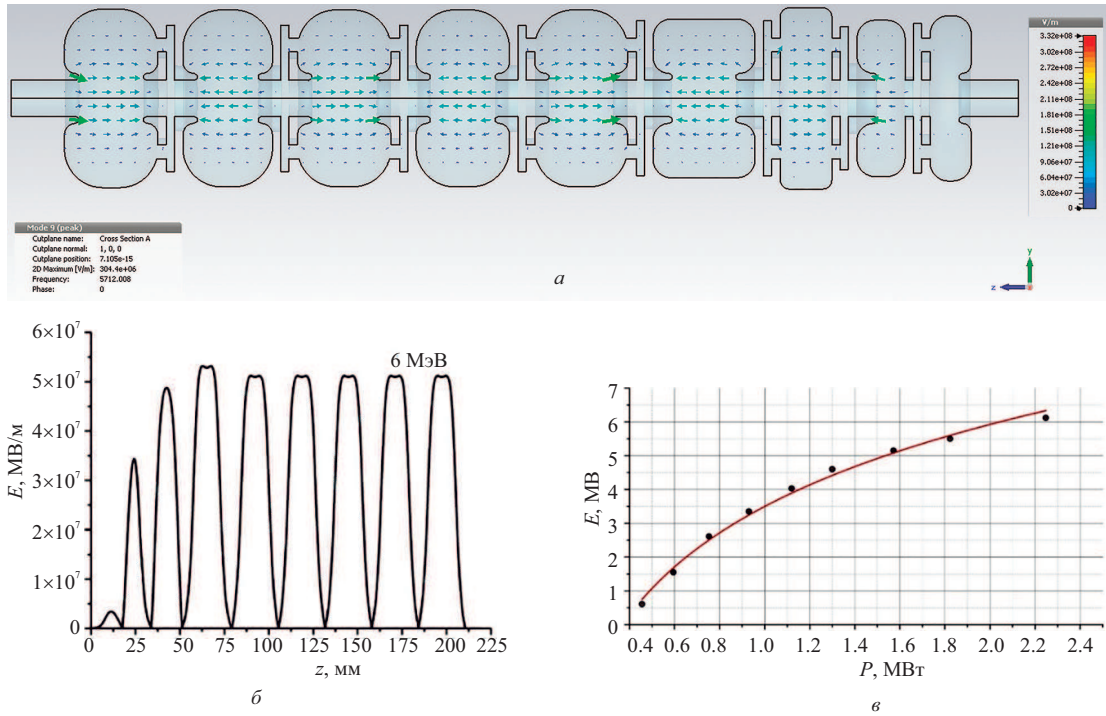 V/m
3.32e+08
3.02e+08
2.72e+08
2.41e+08
2.11e+08
1.81e+08
1.51e+08
1.21e+08
9.06e+07
6.04e+07
3.02e+07
0
y
z
Mode 9 (peak)
Cutplane name: Cross Section A
Cutplane normal: 1, 0, 0
Cutplane position: 7.105e-15
2D Maximum [V/m]: 304.4e+06
Frequency: 5712.008
Phase: 0
а
6×10⁷
5×10⁷
4×10⁷
3×10⁷
2×10⁷
1×10⁷
0
E, МВ/м
6 МэВ
0 25 50 75 100 125 150 175 200 225
z, мм
б
7
6
5
4
3
2
1
0
E, МВ
0.4 0.6 0.8 1.0 1.2 1.4 1.6 1.8 2.0 2.2 2.4
P, МВт
в